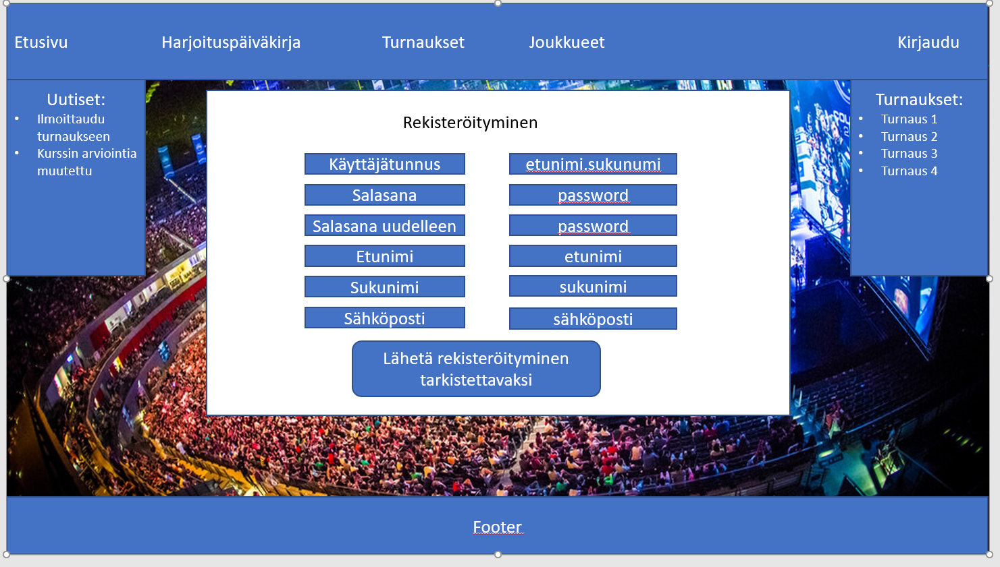 Etusivu
Harjoituspäiväkirja
Turnaukset
Joukkueet
Kirjaudu
Uutiset:
• Ilmoittaudu
turnaukseen
• Kurssin arviointia
muutettu
Rekisteröityminen
Käyttäjätunnus
etunimi.sukunumi
Salasana
password
Salasana uudelleen
password
Etunimi
etunimi
Sukunimi
sukunimi
Sähköposti
sähköposti
Lähetä rekisteröityminen
tarkistettavaksi
Turnaukset:
• Turnaus 1
• Turnaus 2
• Turnaus 3
• Turnaus 4
Footer